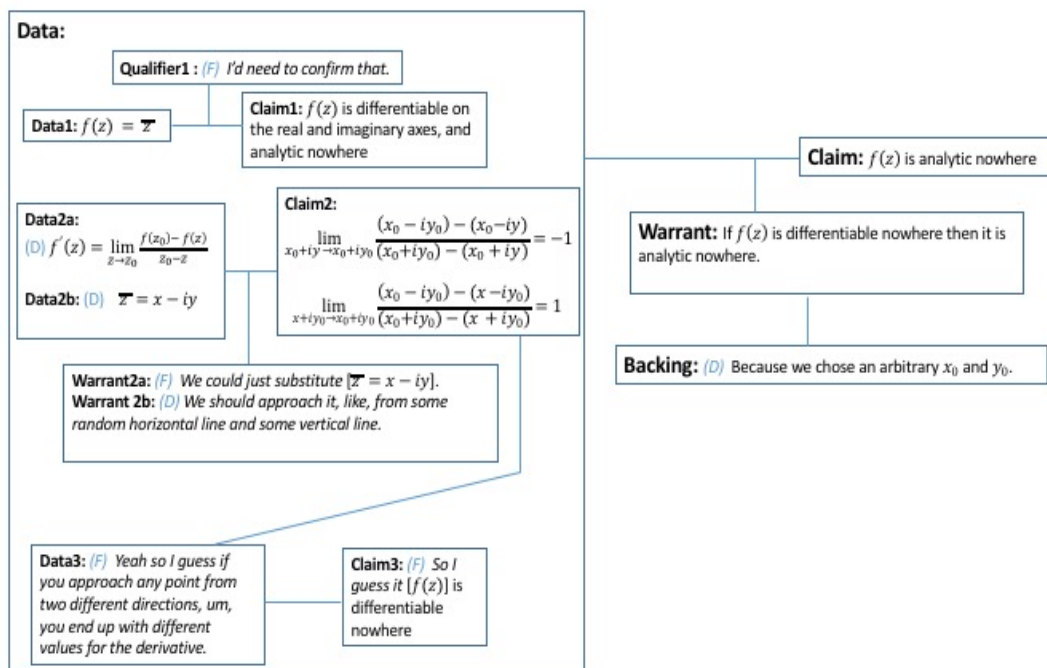 Data:
Qualifier1 : (F) I'd need to confirm that.
Data1: f(z) = z̅
Claim1: f(z) is differentiable on
the real and imaginary axes, and
analytic nowhere
Claim: f(z) is analytic nowhere
Warrant: If f(z) is differentiable nowhere then it is
analytic nowhere.
Backing: (D) Because we chose an arbitrary x₀ and y₀.
Data2a:
(D) f′(z) = lim_{z→z₀} (f(z₀)− f(z))/(z₀−z)
Data2b: (D) z̅ = x − iy
Claim2:
lim_{x₀+iy→x₀+iy₀} ((x₀ − iy₀) − (x₀−iy))/((x₀+iy₀) − (x₀ + iy)) = −1
lim_{x+iy₀→x₀+iy₀} ((x₀ − iy₀) − (x −iy₀))/((x₀+iy₀) − (x + iy₀)) = 1
Warrant2a: (F) We could just substitute [z̅ = x − iy].
Warrant 2b: (D) We should approach it, like, from some
random horizontal line and some vertical line.
Data3: (F) Yeah so I guess if
you approach any point from
two different directions, um,
you end up with different
values for the derivative.
Claim3: (F) So I
guess it [f(z)] is
differentiable
nowhere